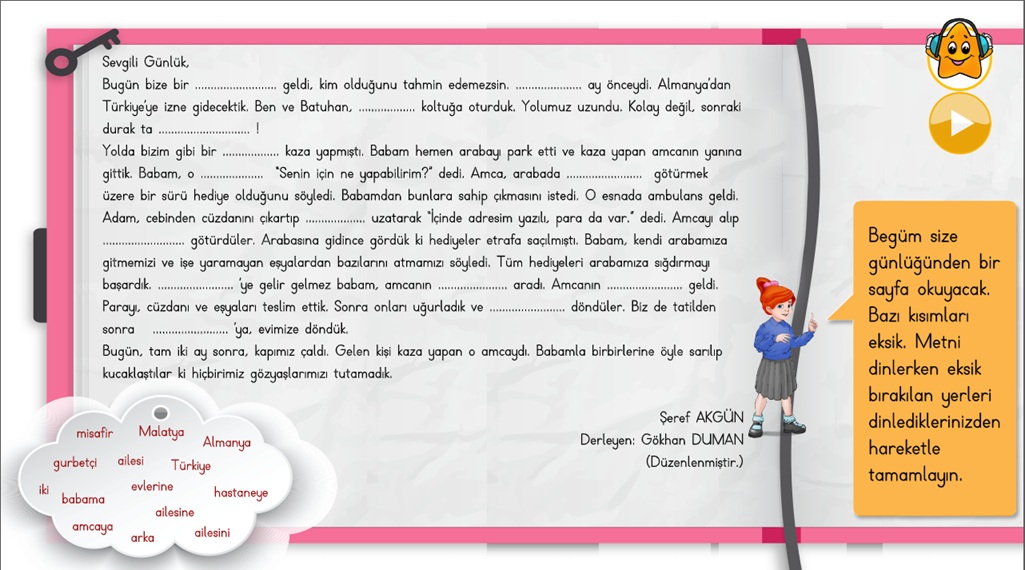 Sevgili Günlük,
Bugün bize bir .......................... geldi, kim olduğunu tahmin edemezsin. ..................... ay önceydi. Almanya'dan
Türkiye'ye izne gidecektik. Ben ve Batuhan, .................. koltuğa oturduk. Yolumuz uzundu. Kolay değil, sonraki
durak ta ............................. !
Yolda bizim gibi bir .................. kaza yapmıştı. Babam hemen arabayı park etti ve kaza yapan amcanın yanına
gittik. Babam, o .................... "Senin için ne yapabilirim?" dedi. Amca, arabada ........................ götürmek
üzere bir sürü hediye olduğunu söyledi. Babamdan bunlara sahip çıkmasını istedi. O esnada ambulans geldi.
Adam, cebinden cüzdanını çıkartıp ................... uzatarak "İçinde adresim yazılı, para da var." dedi. Amcayı alıp
.......................... götürdüler. Arabasına gidince gördük ki hediyeler etrafa saçılmıştı. Babam, kendi arabamıza
gitmemizi ve işe yaramayan eşyalardan bazılarını atmamızı söyledi. Tüm hediyeleri arabamıza sığdırmayı
başardık. ........................ 'ye gelir gelmez babam, amcanın ...................... aradı. Amcanın ........................ geldi.
Parayı, cüzdanı ve eşyaları teslim ettik. Sonra onları uğurladık ve ........................ döndüler. Biz de tatilden
sonra ........................ 'ya, evimize döndük.
Bugün, tam iki ay sonra, kapımız çaldı. Gelen kişi kaza yapan o amcaydı. Babamla birbirlerine öyle sarılıp
kucaklaştılar ki hiçbirimiz gözyaşlarımızı tutamadık.
Şeref AKGÜN
Derleyen: Gökhan DUMAN
(Düzenlenmiştir.)
misafir Malatya Almanya
gurbetçi ailesi Türkiye
iki babama evlerine hastaneye
amcaya ailesine
arka ailesini
Begüm size
günlüğünden bir
sayfa okuyacak.
Bazı kısımları
eksik. Metni
dinlerken eksik
bırakılan yerleri
dinlediklerinizden
hareketle
tamamlayın.